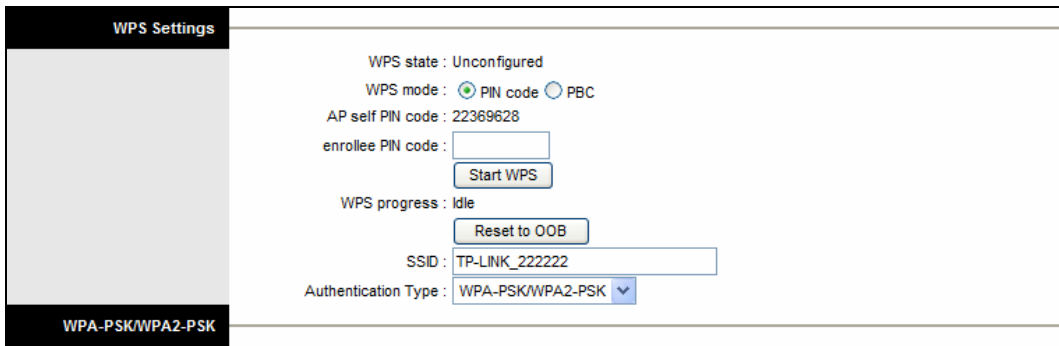 WPS Settings
WPS state : Unconfigured
WPS mode : PIN code PBC
AP self PIN code : 22369628
enrollee PIN code :
Start WPS
WPS progress : Idle
Reset to OOB
SSID : TP-LINK_222222
Authentication Type : WPA-PSK/WPA2-PSK
WPA-PSK/WPA2-PSK